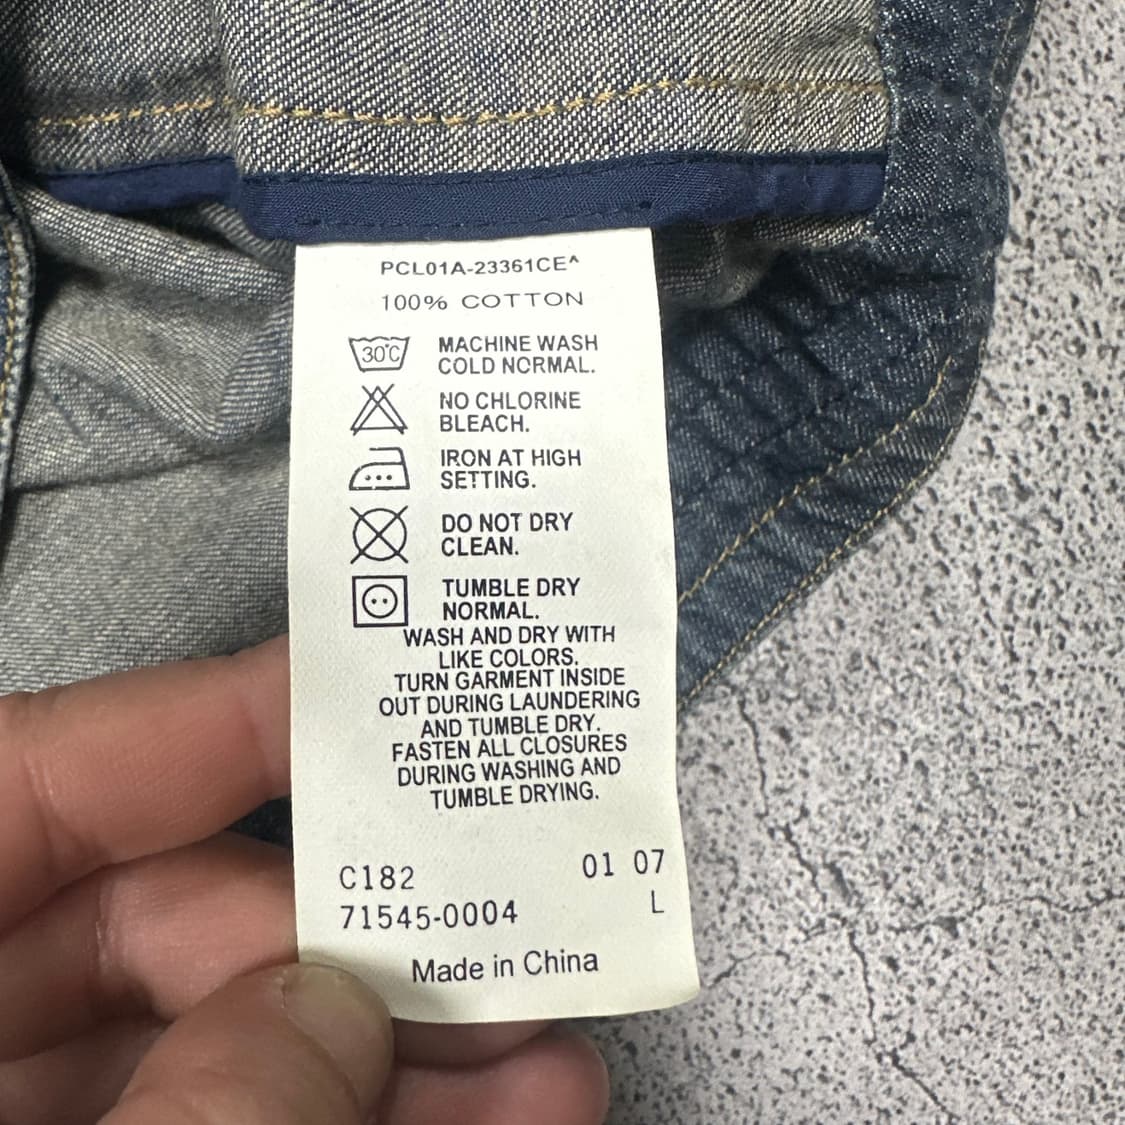 PCL01A-23361CE^
100% COTTON
30°C
MACHINE WASH
COLD NORMAL.
NO CHLORINE
BLEACH.
IRON AT HIGH
SETTING.
DO NOT DRY
CLEAN.
TUMBLE DRY
NORMAL.
WASH AND DRY WITH
LIKE COLORS.
TURN GARMENT INSIDE
OUT DURING LAUNDERING
AND TUMBLE DRY.
FASTEN ALL CLOSURES
DURING WASHING AND
TUMBLE DRYING.
C182 01 07
71545-0004 L
Made in China